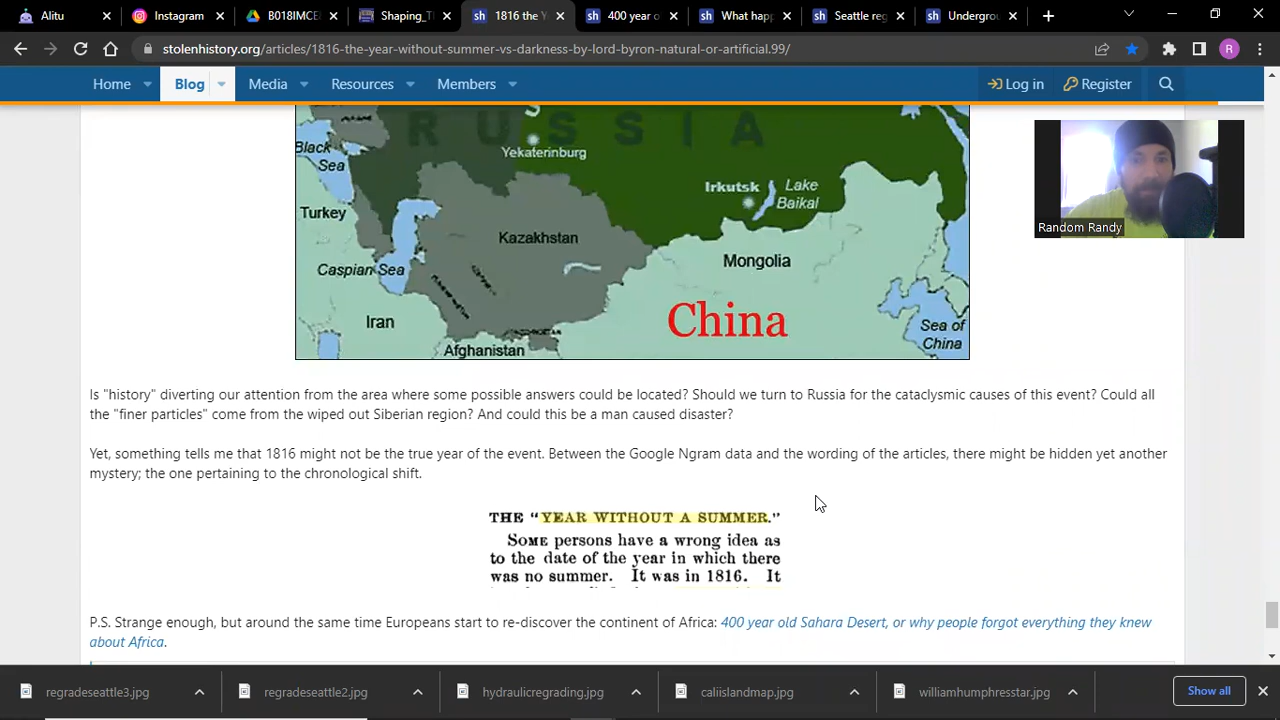 Alitu
Instagram
B018IMCE
Shaping_Th
1816 the Y
400 year o
What happ
Seattle reg
Undergrou
stolenhistory.org/articles/1816-the-year-without-summer-vs-darkness-by-lord-byron-natural-or-artificial.99/
R
Home
Blog
Media
Resources
Members
Log in
Register
S
RUSSIA
Black
Sea
Yekaterinburg
Irkutsk
Lake
Baikal
Turkey
Kazakhstan
Mongolia
Caspian Sea
Iran
China
Sea of
China
Afghanistan
Random Randy
Is "history" diverting our attention from the area where some possible answers could be located? Should we turn to Russia for the cataclysmic causes of this event? Could all
the "finer particles" come from the wiped out Siberian region? And could this be a man caused disaster?
Yet, something tells me that 1816 might not be the true year of the event. Between the Google Ngram data and the wording of the articles, there might be hidden yet another
mystery; the one pertaining to the chronological shift.
THE “YEAR WITHOUT A SUMMER.”
SOME persons have a wrong idea as
to the date of the year in which there
was no summer. It was in 1816. It
P.S. Strange enough, but around the same time Europeans start to re-discover the continent of Africa: 400 year old Sahara Desert, or why people forgot everything they knew
about Africa.
regradeseattle3.jpg
regradeseattle2.jpg
hydraulicregrading.jpg
caliislandmap.jpg
williamhumphresstar.jpg
Show all